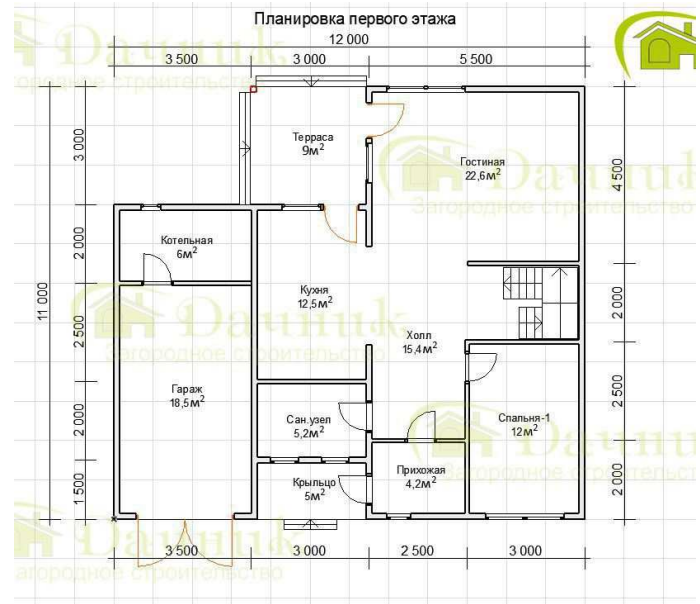 Планировка первого этажа
12 000
3 500
3 000
5 500
Терраса
9м²
Гостиная
22,6м²
Котельная
6м²
Кухня
12,5м²
Холл
15,4м²
Гараж
18,5м²
Сан.узел
5,2м²
Спальня-1
12м²
Прихожая
4,2м²
Крыльцо
5м²
11 000
3 000
2 000
2 500
2 000
1 500
4 500
2 000
2 500
2 000
3 500
3 000
2 500
3 000
Дачник
Загородное строительство
Дачник
Загородное строительство
Дачник
Загородное строительство